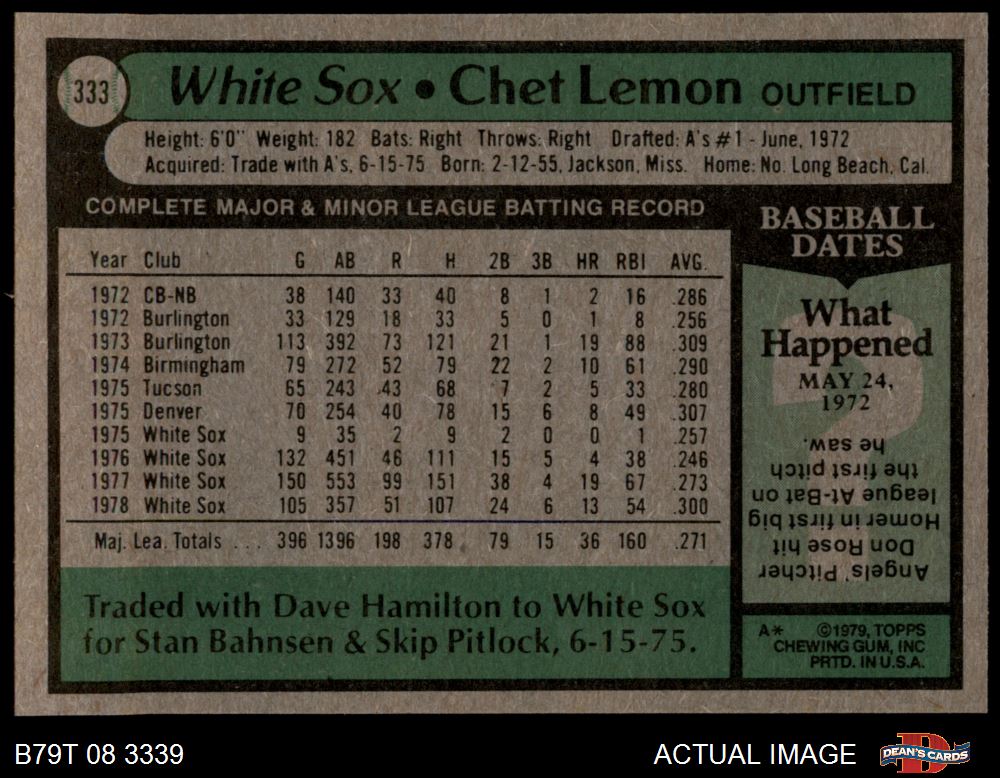 333
White Sox • Chet Lemon OUTFIELD
Height: 6'0" Weight: 182 Bats: Right Throws: Right Drafted: A's #1 - June, 1972
Acquired: Trade with A's, 6-15-75 Born: 2-12-55, Jackson, Miss. Home: No. Long Beach, Cal.
COMPLETE MAJOR & MINOR LEAGUE BATTING RECORD
Year Club G AB R H 2B 3B HR RBI AVG.
1972 CB-NB 38 140 33 40 8 1 2 16 .286
1972 Burlington 33 129 18 33 5 0 1 8 .256
1973 Burlington 113 392 73 121 21 1 19 88 .309
1974 Birmingham 79 272 52 79 22 2 10 61 .290
1975 Tucson 65 243 43 68 7 2 5 33 .280
1975 Denver 70 254 40 78 15 6 8 49 .307
1975 White Sox 9 35 2 9 2 0 0 1 .257
1976 White Sox 132 451 46 111 15 5 4 38 .246
1977 White Sox 150 553 99 151 38 4 19 67 .273
1978 White Sox 105 357 51 107 24 6 13 54 .300
Maj. Lea. Totals ... 396 1396 198 378 79 15 36 160 .271
Traded with Dave Hamilton to White Sox
for Stan Bahnsen & Skip Pitlock, 6-15-75.
BASEBALL
DATES
What
Happened
MAY 24,
1972
?
Angels' Pitcher
Don Rose hit
Homer in first big
league At-Bat on
the first pitch
he saw.
A* ©1979, TOPPS
CHEWING GUM, INC
PRTD. IN U.S.A.
B79T 08 3339
ACTUAL IMAGE
DEAN'S CARDS